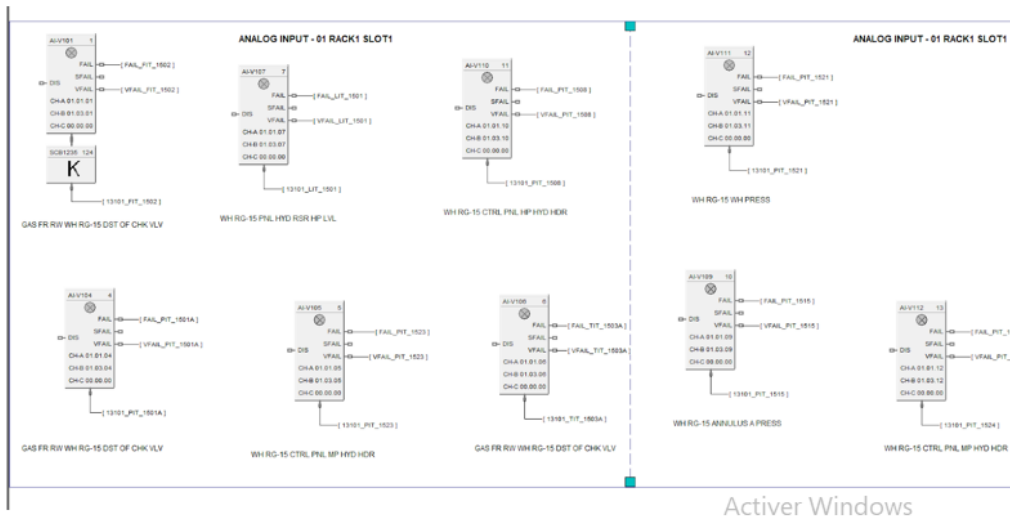 ANALOG INPUT - 01 RACK1 SLOT1
AI-V101 1
FAIL [ FAIL_PIT_1502 ]
SFAIL
DIS
VFAIL [ VFAIL_PIT_1502 ]
CH-A 01.01.01
CH-B 01.03.01
CH-C 00.00.00
SCB1235 124
K
[ 13101_PIT_1502 ]
GAS FR RW WH RG-15 DST OF CHK VLV
AI-V107 7
FAIL [ FAIL_LIT_1501 ]
SFAIL
DIS
VFAIL [ VFAIL_LIT_1501 ]
CH-A 01.01.07
CH-B 01.03.07
CH-C 00.00.00
[ 13101_LIT_1501 ]
WH RG-15 PNL HYD RSR HP LVL
AI-V110 11
FAIL [ FAIL_PIT_1508 ]
SFAIL
DIS
VFAIL [ VFAIL_PIT_1508 ]
CH-A 01.01.10
CH-B 01.03.10
CH-C 00.00.00
[ 13101_PIT_1508 ]
WH RG-15 CTRL PNL HP HYD HDR
ANALOG INPUT - 01 RACK1 SLOT1
AI-V111 12
FAIL [ FAIL_PIT_1521 ]
SFAIL
DIS
VFAIL [ VFAIL_PIT_1521 ]
CH-A 01.01.11
CH-B 01.03.11
CH-C 00.00.00
[ 13101_PIT_1521 ]
WH RG-15 WH PRESS
AI-V104 4
FAIL [ FAIL_PIT_1501A ]
SFAIL
DIS
VFAIL [ VFAIL_PIT_1501A ]
CH-A 01.01.04
CH-B 01.03.04
CH-C 00.00.00
[ 13101_PIT_1501A ]
GAS FR RW WH RG-15 DST OF CHK VLV
AI-V105 5
FAIL [ FAIL_PIT_1523 ]
SFAIL
DIS
VFAIL [ VFAIL_PIT_1523 ]
CH-A 01.01.05
CH-B 01.03.05
CH-C 00.00.00
[ 13101_PIT_1523 ]
WH RG-15 CTRL PNL MP HYD HDR
AI-V106 6
FAIL [ FAIL_TIT_1503A ]
SFAIL
DIS
VFAIL [ VFAIL_TIT_1503A
CH-A 01.01.06
CH-B 01.03.06
CH-C 00.00.00
[ 13101_TIT_1503A ]
GAS FR RW WH RG-15 DST OF CHK VLV
AI-V109 10
FAIL [ FAIL_PIT_1515 ]
SFAIL
DIS
VFAIL [ VFAIL_PIT_1515 ]
CH-A 01.01.09
CH-B 01.03.09
CH-C 00.00.00
[ 13101_PIT_1515 ]
WH RG-15 ANNULUS A PRESS
AI-V112 13
FAIL [ FAIL_PIT_1
SFAIL
DIS
VFAIL [ VFAIL_PIT_
CH-A 01.01.12
CH-B 01.03.12
CH-C 00.00.00
[ 13101_PIT_1524 ]
WH RG-15 CTRL PNL MP HYD HDR
Activer Windows